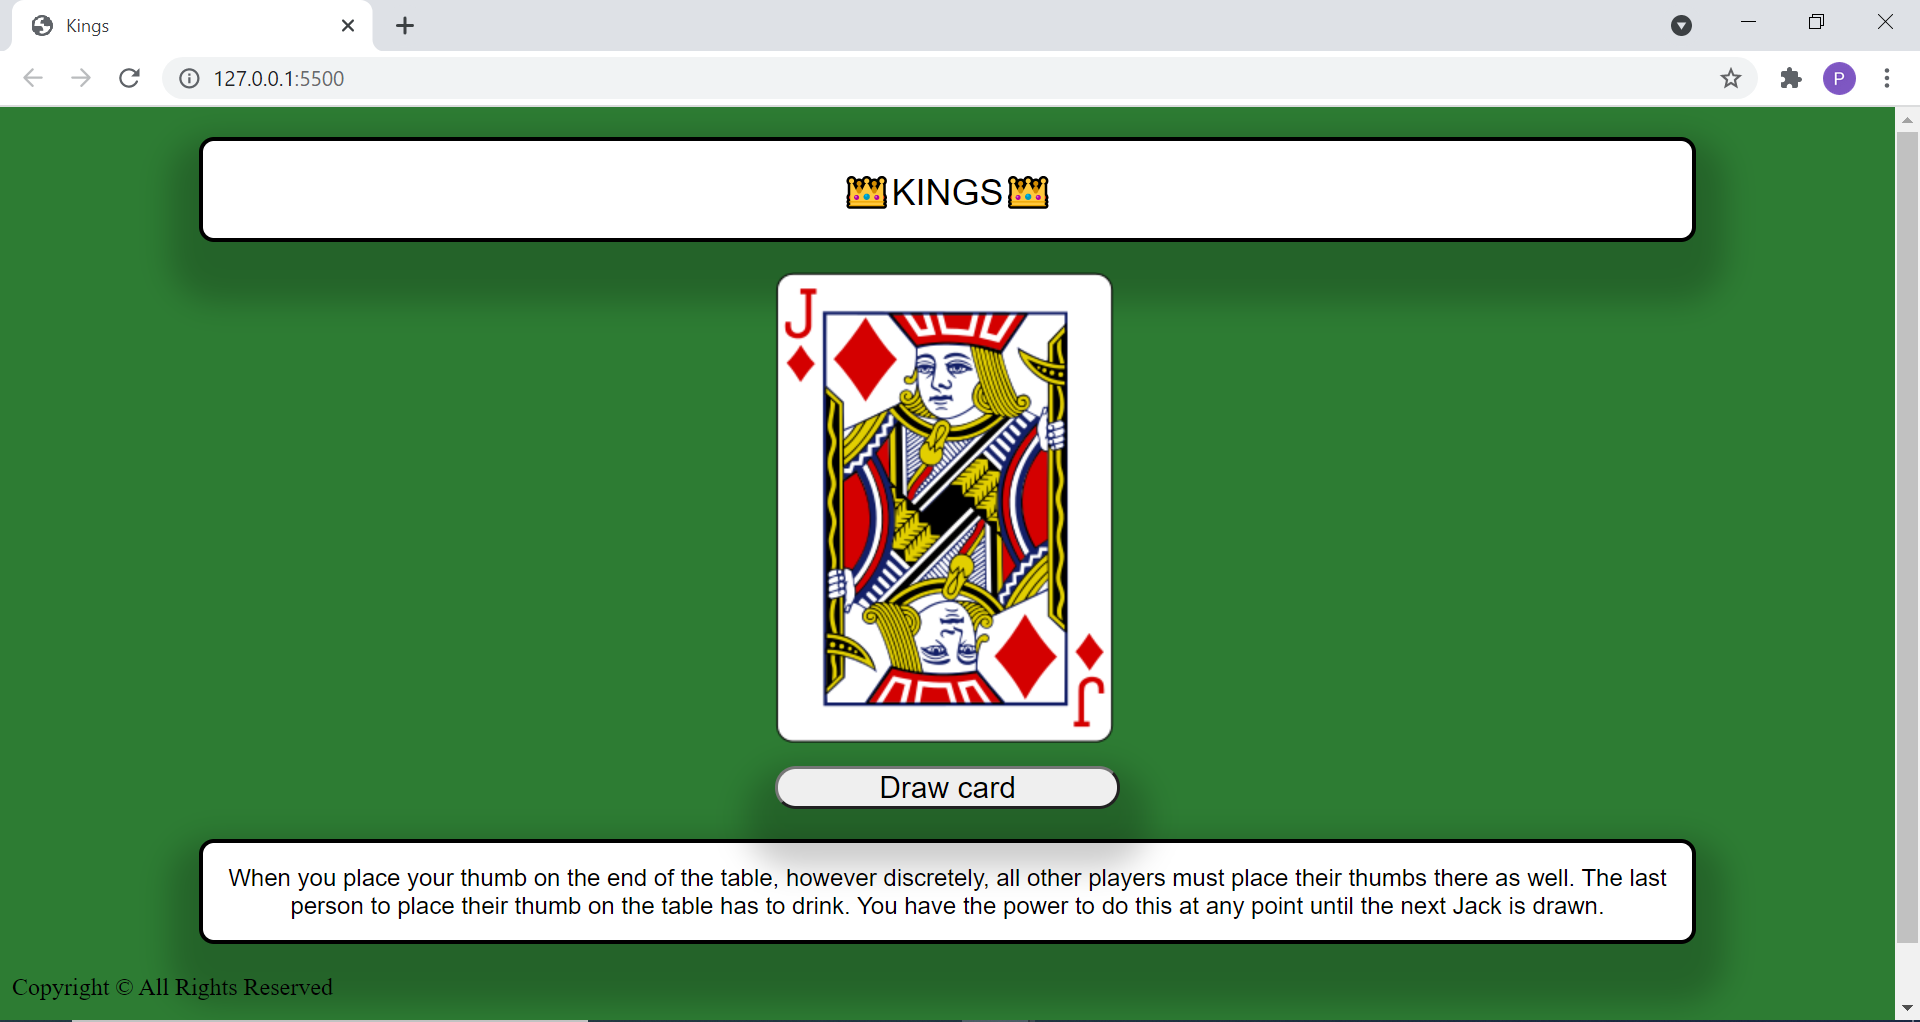 Kings
127.0.0.1:5500
P
👑KINGS👑
J
J
Draw card
When you place your thumb on the end of the table, however discretely, all other players must place their thumbs there as well. The last
person to place their thumb on the table has to drink. You have the power to do this at any point until the next Jack is drawn.
Copyright © All Rights Reserved